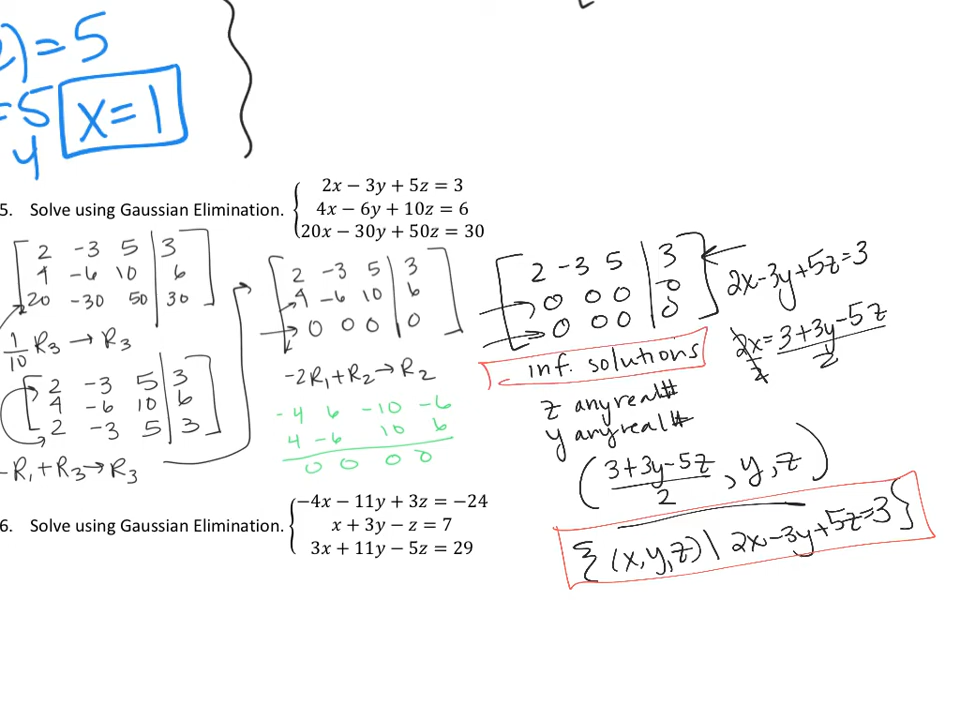 2) = 5
= 5
4
x = 1
5. Solve using Gaussian Elimination.
2x − 3y + 5z = 3
4x − 6y + 10z = 6
20x − 30y + 50z = 30
2 -3 5 | 3
4 -6 10 | 6
20 -30 50 | 30
1/10 R₃ → R₃
2 -3 5 | 3
4 -6 10 | 6
2 -3 5 | 3
-R₁ + R₃ → R₃
2 -3 5 | 3
4 -6 10 | 6
0 0 0 | 0
-2R₁ + R₂ → R₂
-4 6 -10 -6
4 -6 10 6
0 0 0 0
2 -3 5 | 3
0 0 0 | 0
0 0 0 | 0
2x-3y+5z=3
2x = 3+3y-5z
2 2
inf. solutions
z any real #
y any real #
( 3+3y-5z / 2 , y, z )
{ (x, y, z) | 2x-3y+5z=3 }
6. Solve using Gaussian Elimination.
−4x − 11y + 3z = −24
x + 3y − z = 7
3x + 11y − 5z = 29